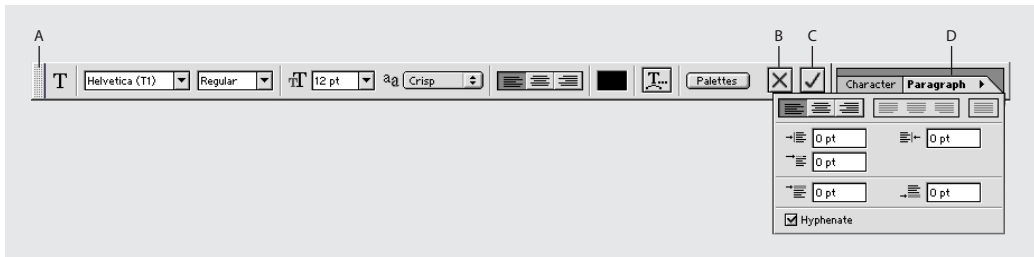 A B C D
T Helvetica (T1) Regular T 12 pt aa Crisp T... Palettes Character Paragraph
0 pt 0 pt
0 pt
0 pt 0 pt
Hyphenate